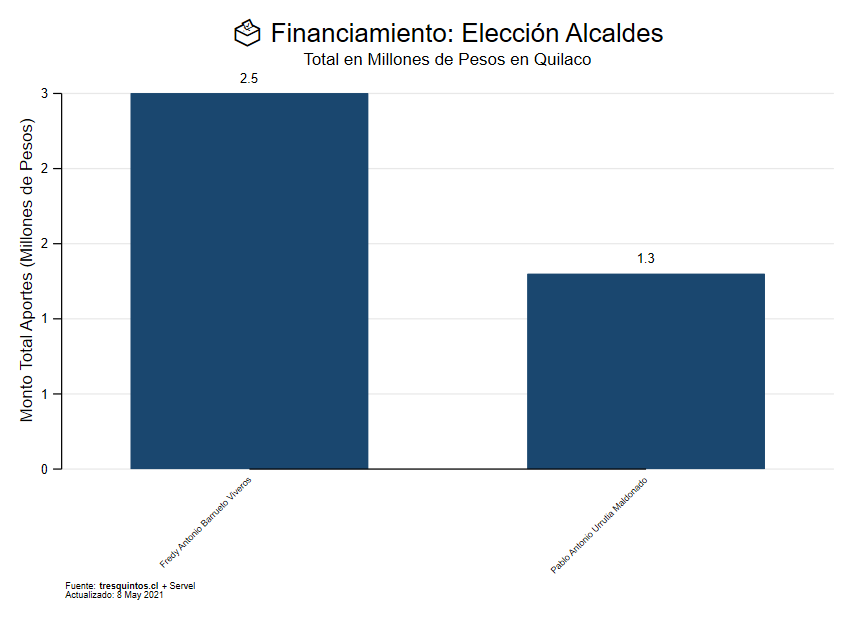 Financiamiento: Elección Alcaldes
Total en Millones de Pesos en Quilaco
Monto Total Aportes (Millones de Pesos)
3
2
2
1
1
0
2.5
1.3
Fredy Antonio Barrueto Viveros
Pablo Antonio Urrutia Maldonado
Fuente: tresquintos.cl + Servel
Actualizado: 8 May 2021